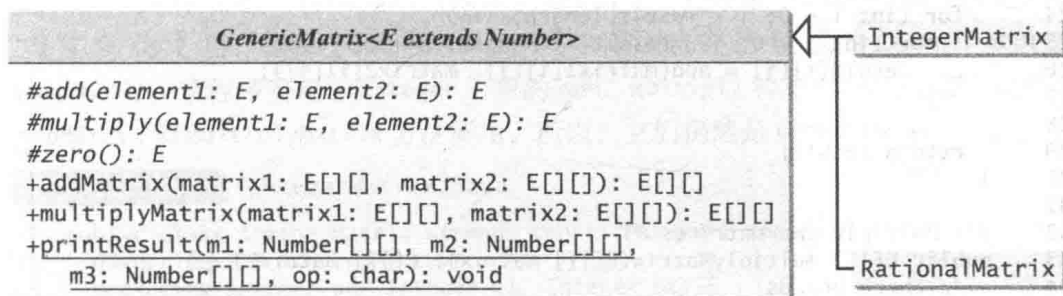 GenericMatrix<E extends Number>
#add(element1: E, element2: E): E
#multiply(element1: E, element2: E): E
#zero(): E
+addMatrix(matrix1: E[][], matrix2: E[][]): E[][]
+multiplyMatrix(matrix1: E[][], matrix2: E[][]): E[][]
+printResult(m1: Number[][], m2: Number[][],
m3: Number[][], op: char): void
IntegerMatrix
RationalMatrix